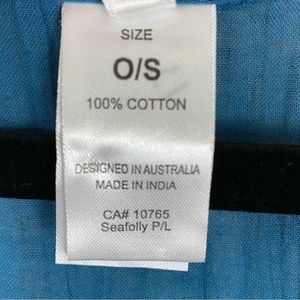 SIZE
O/S
100% COTTON
DESIGNED IN AUSTRALIA
MADE IN INDIA
CA# 10765
Seafolly P/L